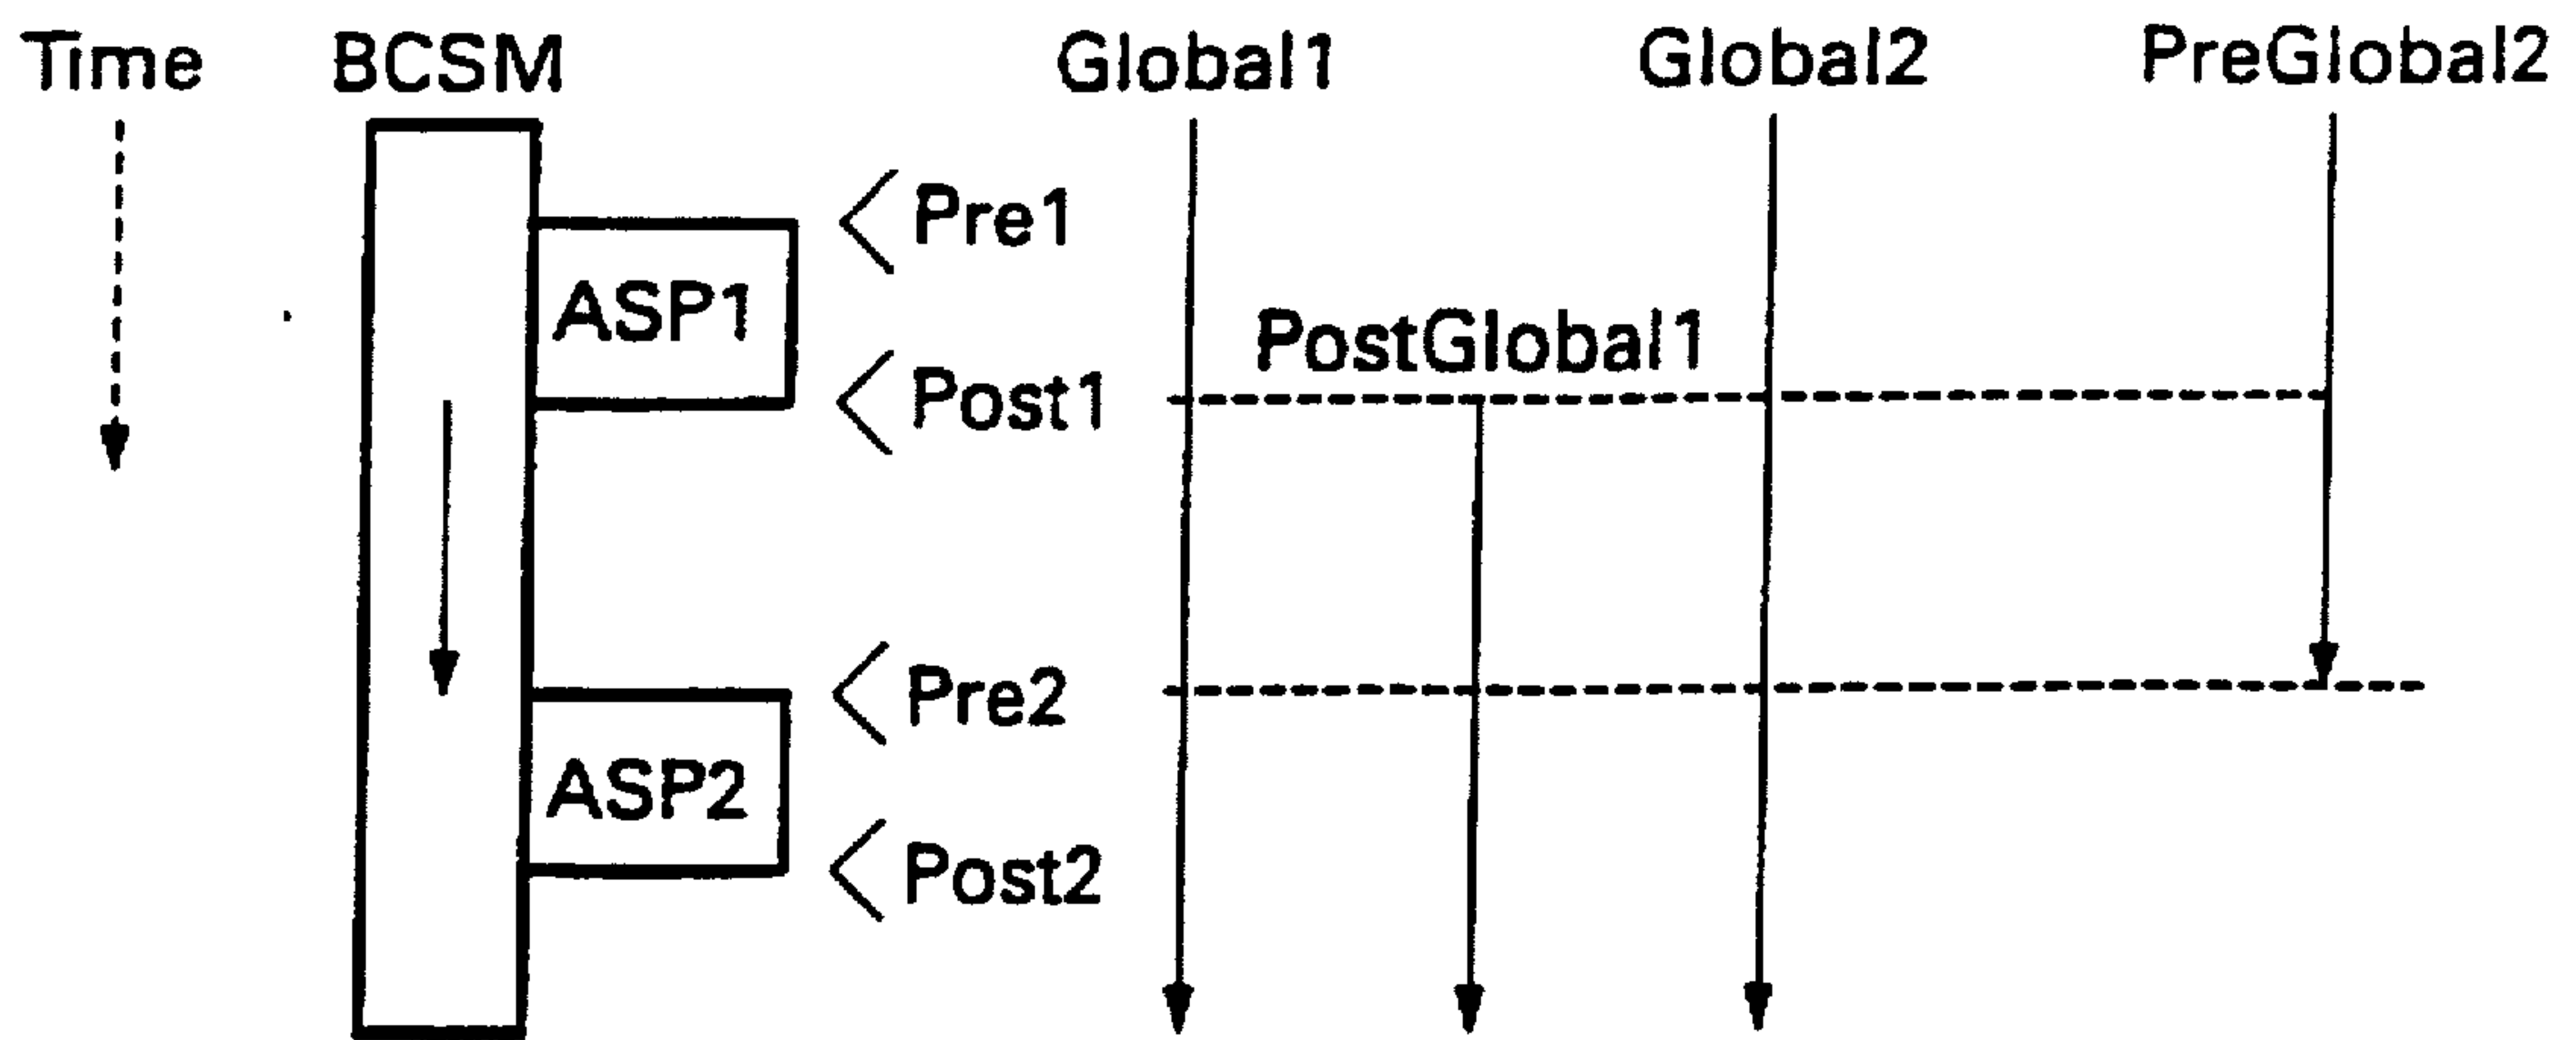 Time BCSM Global1 Global2 PreGlobal2
Pre1
ASP1
PostGlobal1
Post1
Pre2
ASP2
Post2